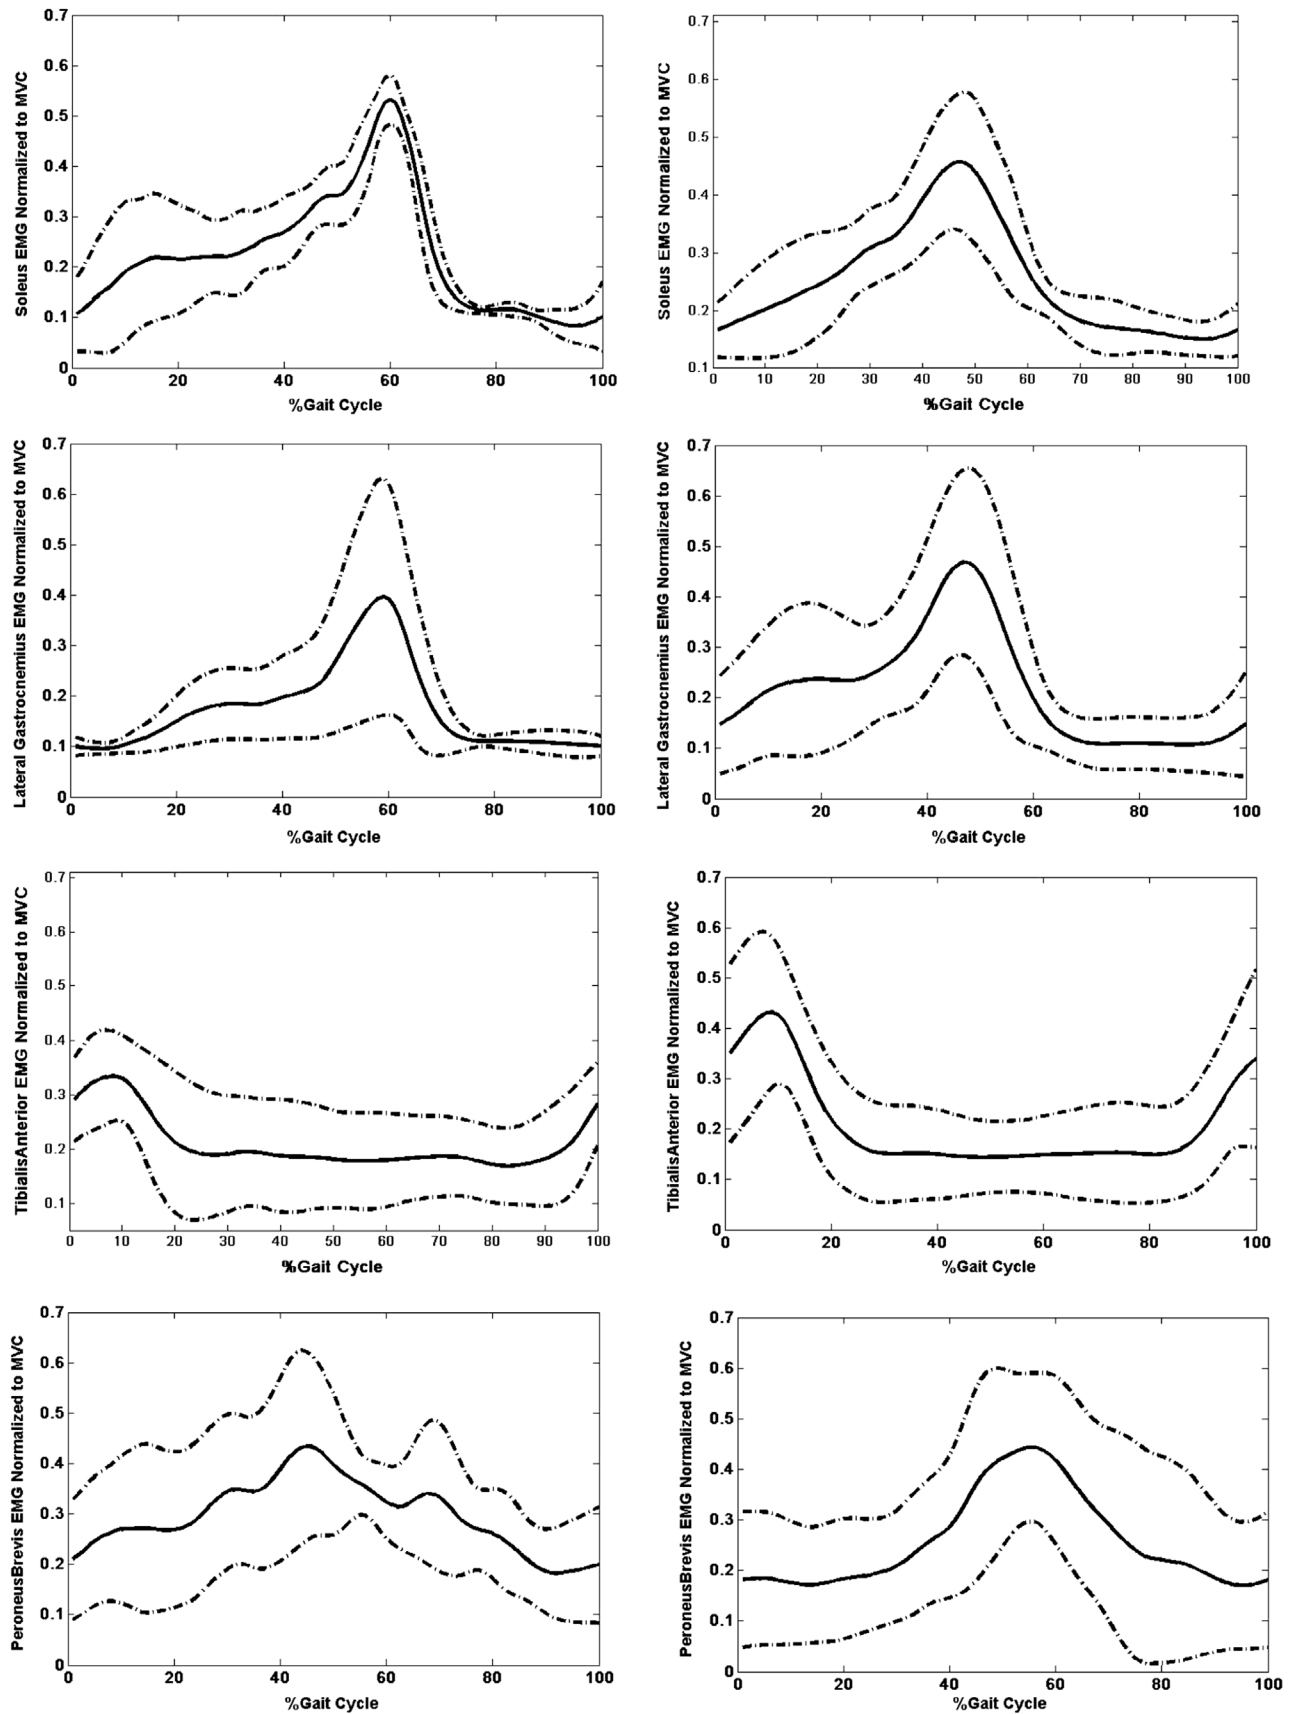 0.7
0.6
0.5
0.4
0.3
0.2
0.1
0
Soleus EMG Normalized to MVC
0 20 40 60 80 100
%Gait Cycle
0.7
0.6
0.5
0.4
0.3
0.2
0.1
Soleus EMG Normalized to MVC
0 10 20 30 40 50 60 70 80 90 100
%Gait Cycle
0.7
0.6
0.5
0.4
0.3
0.2
0.1
0
Lateral Gastrocnemius EMG Normalized to MVC
0 20 40 60 80 100
%Gait Cycle
0.7
0.6
0.5
0.4
0.3
0.2
0.1
0
Lateral Gastrocnemius EMG Normalized to MVC
0 20 40 60 80 100
%Gait Cycle
0.7
0.6
0.5
0.4
0.3
0.2
0.1
TibialisAnterior EMG Normalized to MVC
0 10 20 30 40 50 60 70 80 90 100
%Gait Cycle
0.7
0.6
0.5
0.4
0.3
0.2
0.1
0
TibialisAnterior EMG Normalized to MVC
0 20 40 60 80 100
%Gait Cycle
0.7
0.6
0.5
0.4
0.3
0.2
0.1
0
PeroneusBrevis EMG Normalized to MVC
0 20 40 60 80 100
%Gait Cycle
0.7
0.6
0.5
0.4
0.3
0.2
0.1
0
PeroneusBrevis EMG Normalized to MVC
0 20 40 60 80 100
%Gait Cycle